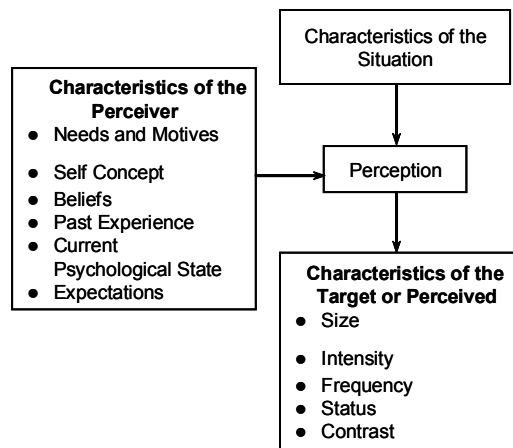 Characteristics of the
Situation
Characteristics of the
Perceiver
● Needs and Motives
● Self Concept
● Beliefs
● Past Experience
● Current
Psychological State
● Expectations
Perception
Characteristics of the
Target or Perceived
● Size
● Intensity
● Frequency
● Status
● Contrast